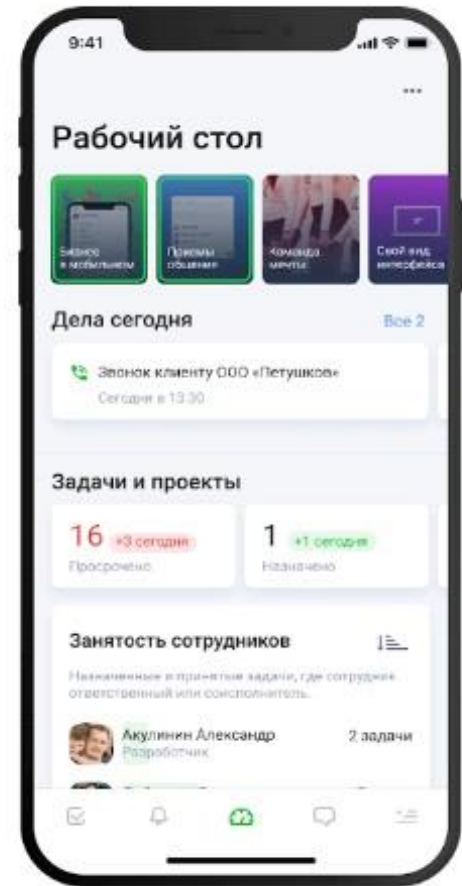 9:41
Рабочий стол
Бизнес
в мобильном
Приемы
общения
Команда
мечты
Свой вид
интерфейса
Дела сегодня
Все 2
Звонок клиенту ООО «Петушков»
Сегодня в 13:30
Задачи и проекты
16 +3 сегодня
Просрочено
1 +1 сегодня
Назначено
Занятость сотрудников
Назначенные и принятые задачи, где сотрудник
ответственный или соисполнитель.
Акулинин Александр
2 задачи
Разработчик